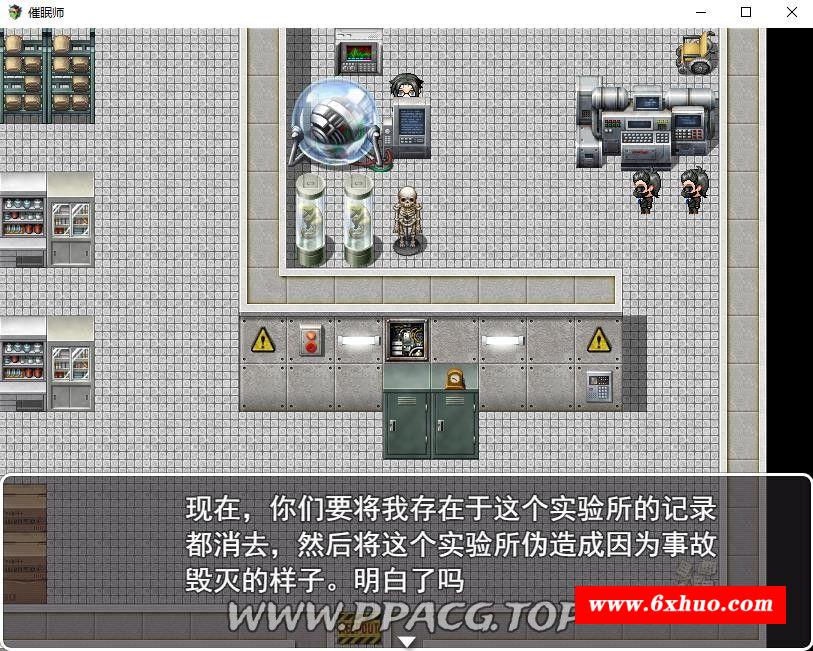 催眠师
现在，你们要将我存在于这个实验所的记录
都消去，然后将这个实验所伪造成因为事故
毁灭的样子。明白了吗
WWW.PPACG.TOP
www.6xhuo.com
KEEP OUT